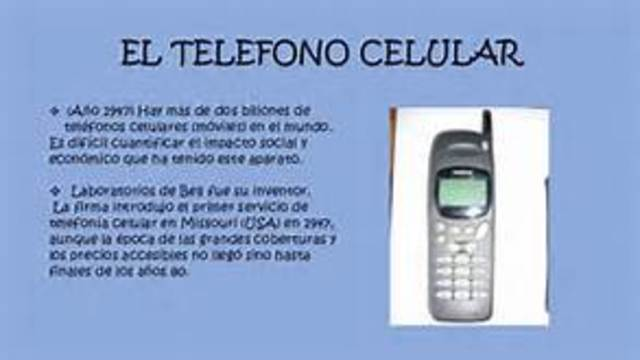 EL TELEFONO CELULAR
❖ (Año 1947) Hay más de dos billones de
teléfonos celulares (móviles) en el mundo.
Es difícil cuantificar el impacto social y
económico que ha tenido este aparato.
❖ Laboratorios de Bell fue su inventor.
La firma introdujo el primer servicio de
telefonía celular en Missouri (USA) en 1947,
aunque la época de las grandes coberturas y
los precios accesibles no llegó sino hasta
finales de los años 80.